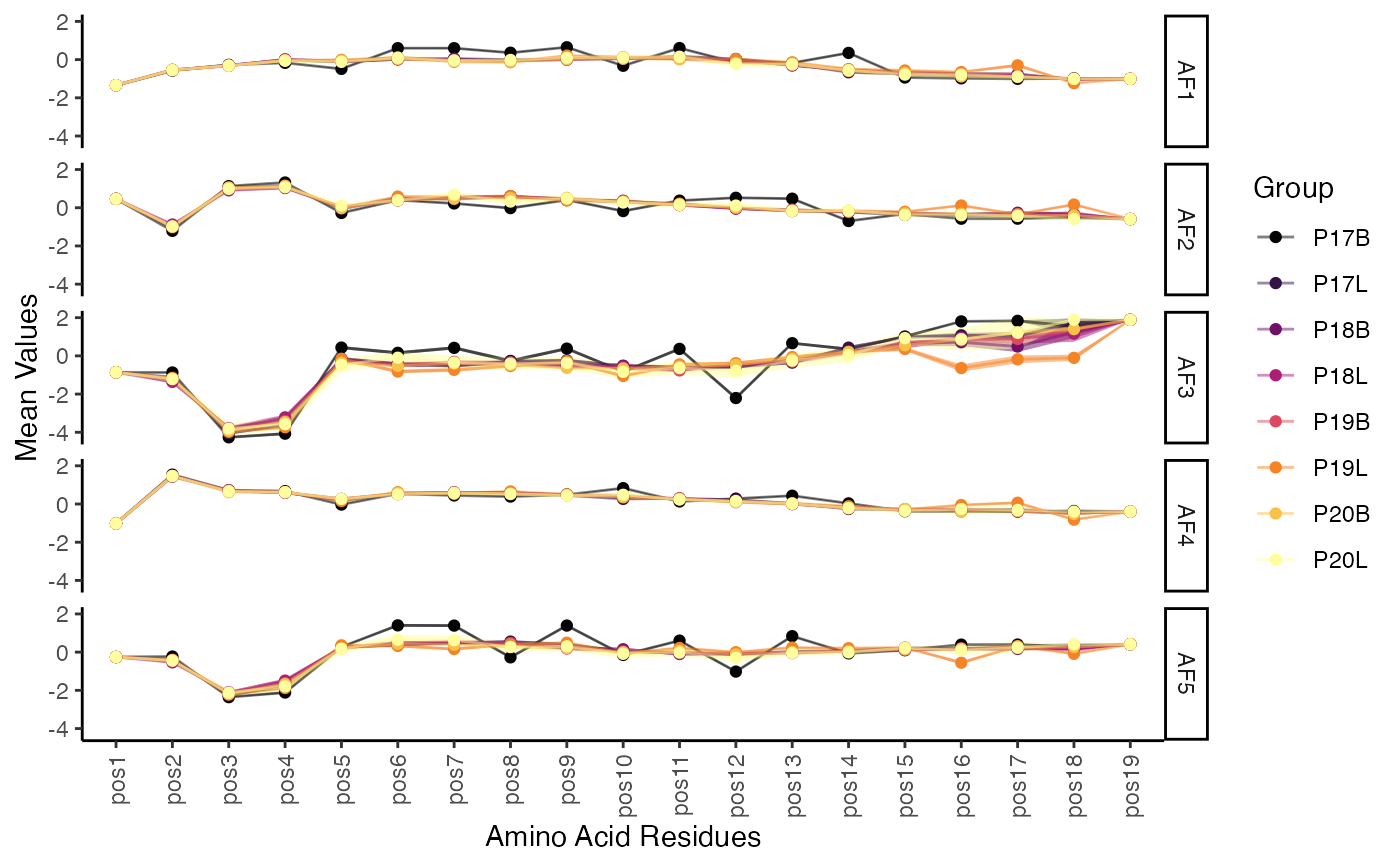 Mean Values
2
0
-2
-4
AF1
2
0
-2
-4
AF2
2
0
-2
-4
AF3
2
0
-2
-4
AF4
2
0
-2
-4
AF5
pos1
pos2
pos3
pos4
pos5
pos6
pos7
pos8
pos9
pos10
pos11
pos12
pos13
pos14
pos15
pos16
pos17
pos18
pos19
Amino Acid Residues
Group
P17B
P17L
P18B
P18L
P19B
P19L
P20B
P20L